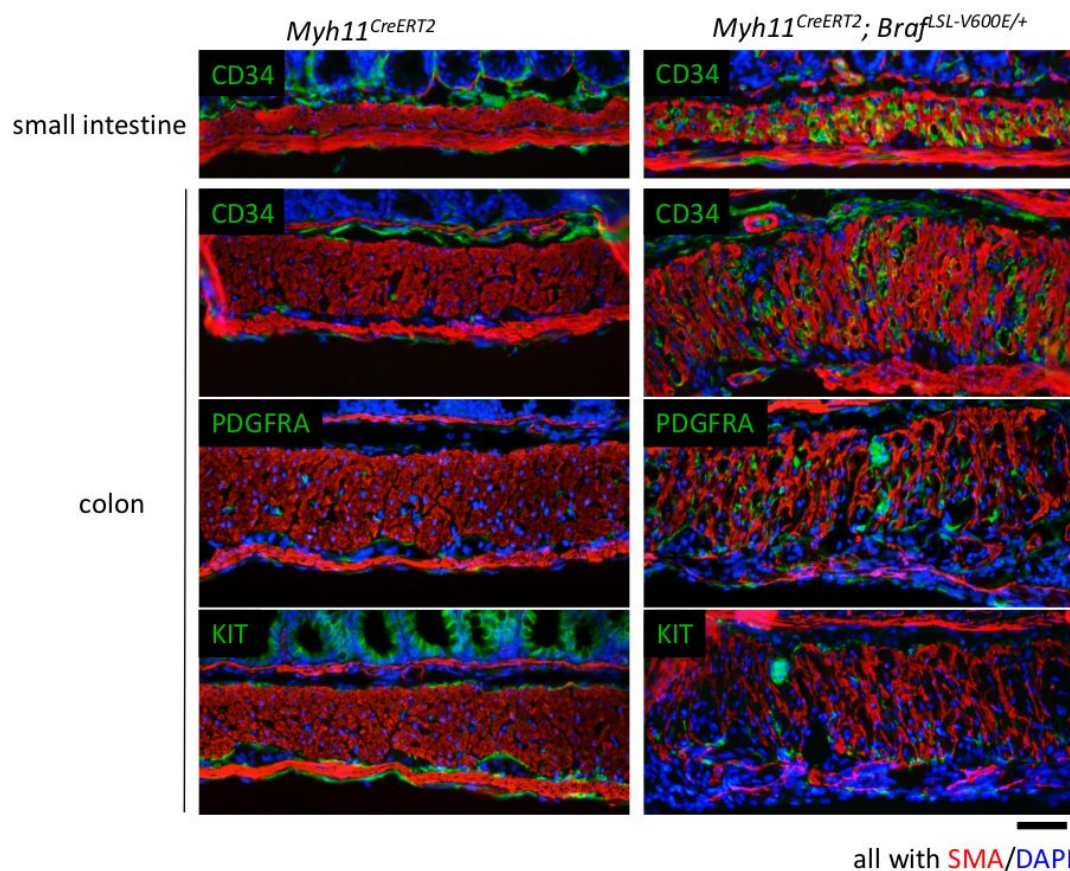 Myh11CreERT2
Myh11CreERT2; BrafLSL-V600E/+
small intestine
CD34
CD34
colon
CD34
CD34
PDGFRA
PDGFRA
KIT
KIT
all with SMA/DAPI